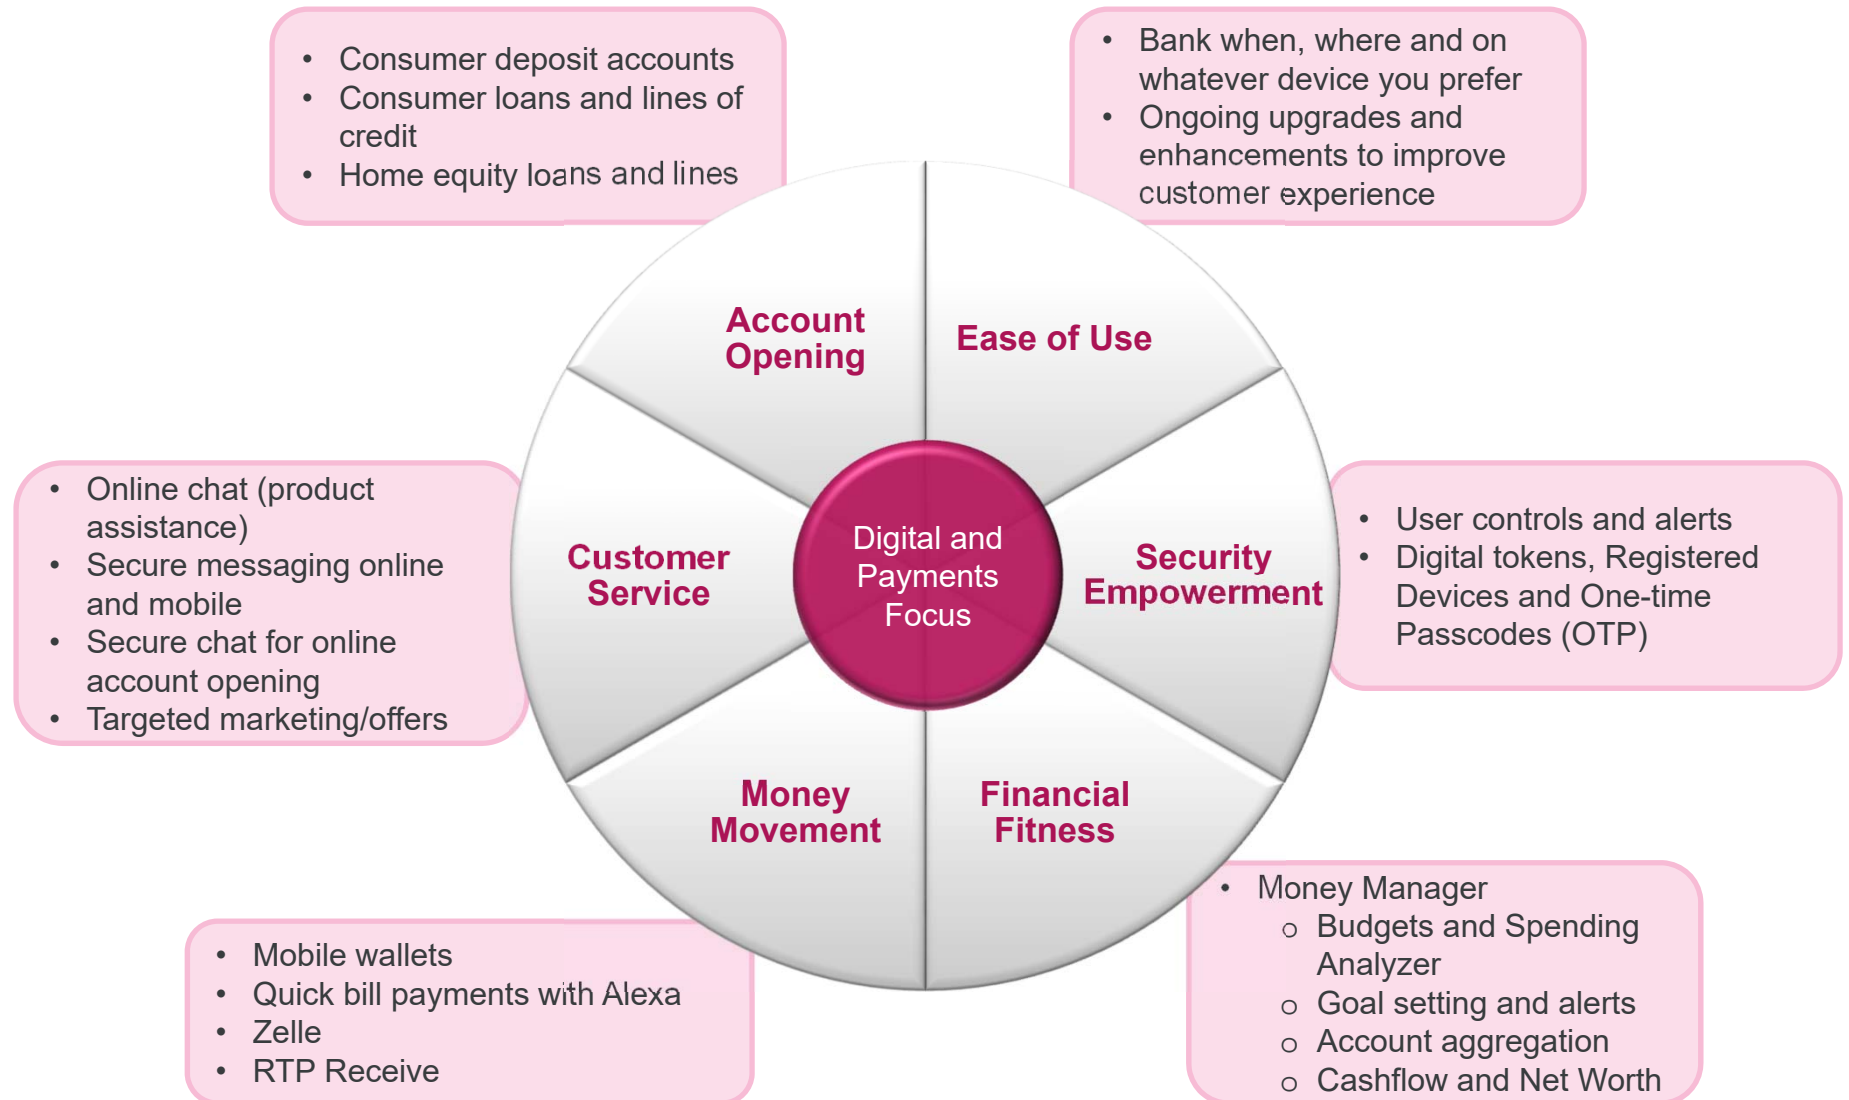 • Consumer deposit accounts
• Consumer loans and lines of
credit
• Home equity loans and lines
• Bank when, where and on
whatever device you prefer
• Ongoing upgrades and
enhancements to improve
customer experience
Account
Opening
Ease of Use
• Online chat (product
assistance)
• Secure messaging online
and mobile
• Secure chat for online
account opening
• Targeted marketing/offers
Customer
Service
Digital and
Payments
Focus
Security
Empowerment
• User controls and alerts
• Digital tokens, Registered
Devices and One-time
Passcodes (OTP)
Money
Movement
Financial
Fitness
• Mobile wallets
• Quick bill payments with Alexa
• Zelle
• RTP Receive
• Money Manager
o Budgets and Spending
Analyzer
o Goal setting and alerts
o Account aggregation
o Cashflow and Net Worth